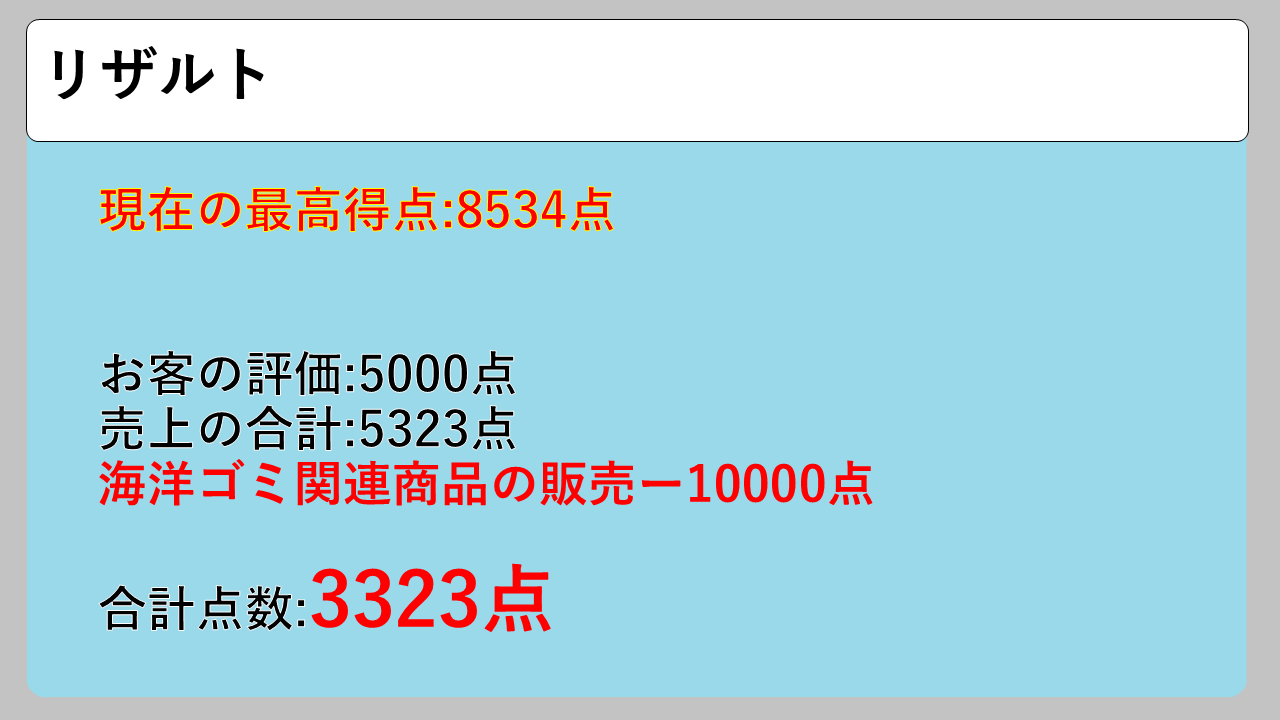 リザルト
現在の最高得点:8534点
お客の評価:5000点
売上の合計:5323点
海洋ゴミ関連商品の販売ー10000点
合計点数:3323点